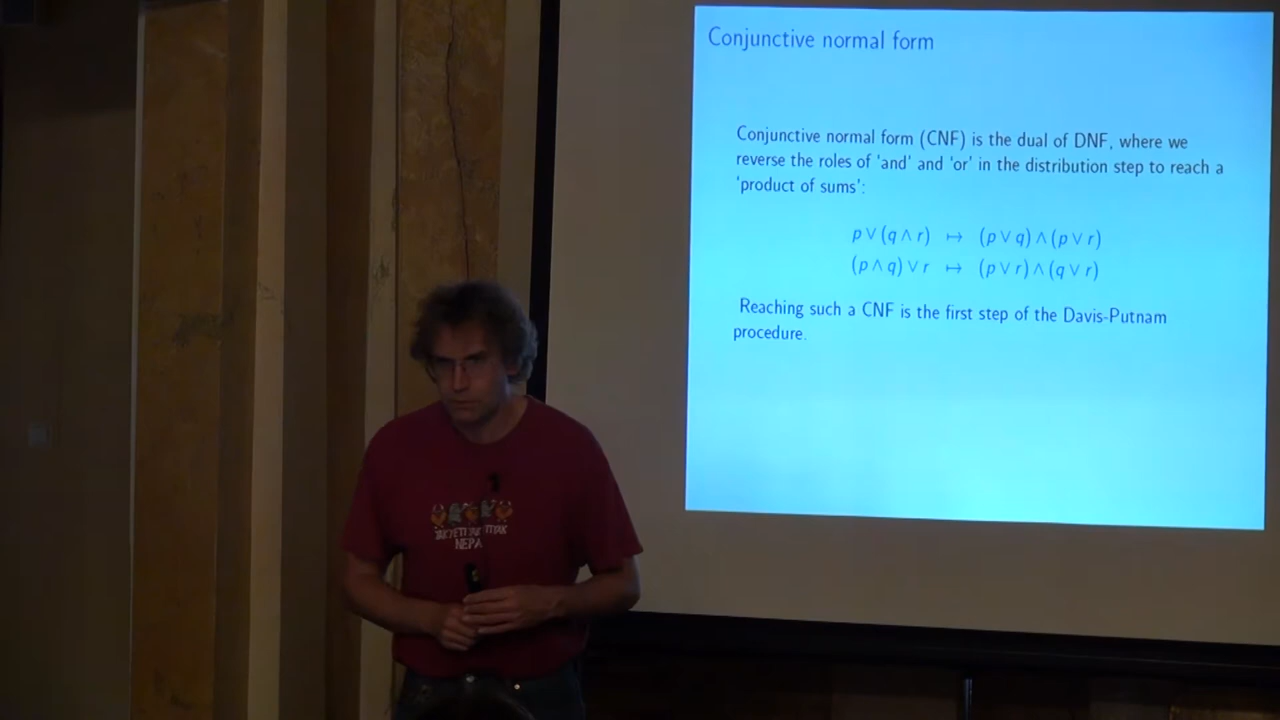 Conjunctive normal form
Conjunctive normal form (CNF) is the dual of DNF, where we
reverse the roles of 'and' and 'or' in the distribution step to reach a
'product of sums':
p ∨ (q ∧ r) ↦ (p ∨ q) ∧ (p ∨ r)
(p ∧ q) ∨ r ↦ (p ∨ r) ∧ (q ∨ r)
Reaching such a CNF is the first step of the Davis-Putnam
procedure.
YETI
NEPA